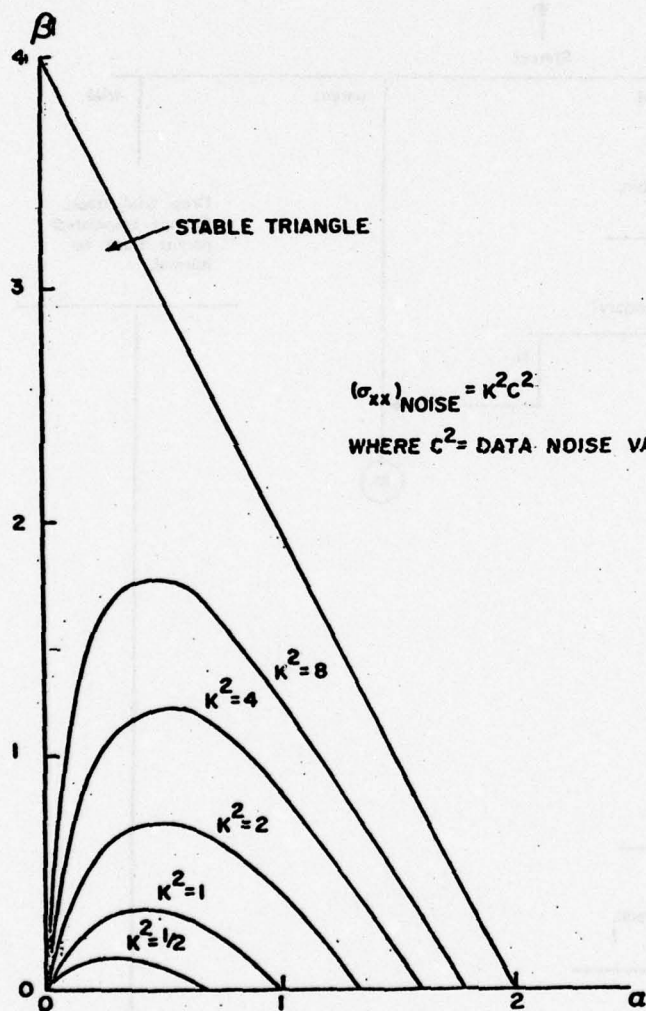 β
4
STABLE TRIANGLE
3
(σxx)NOISE = K²C²
WHERE C² = DATA NOISE
2
K²=8
K²=4
1
K²=2
K²=1
K²=1/2
0
0 1 2 α